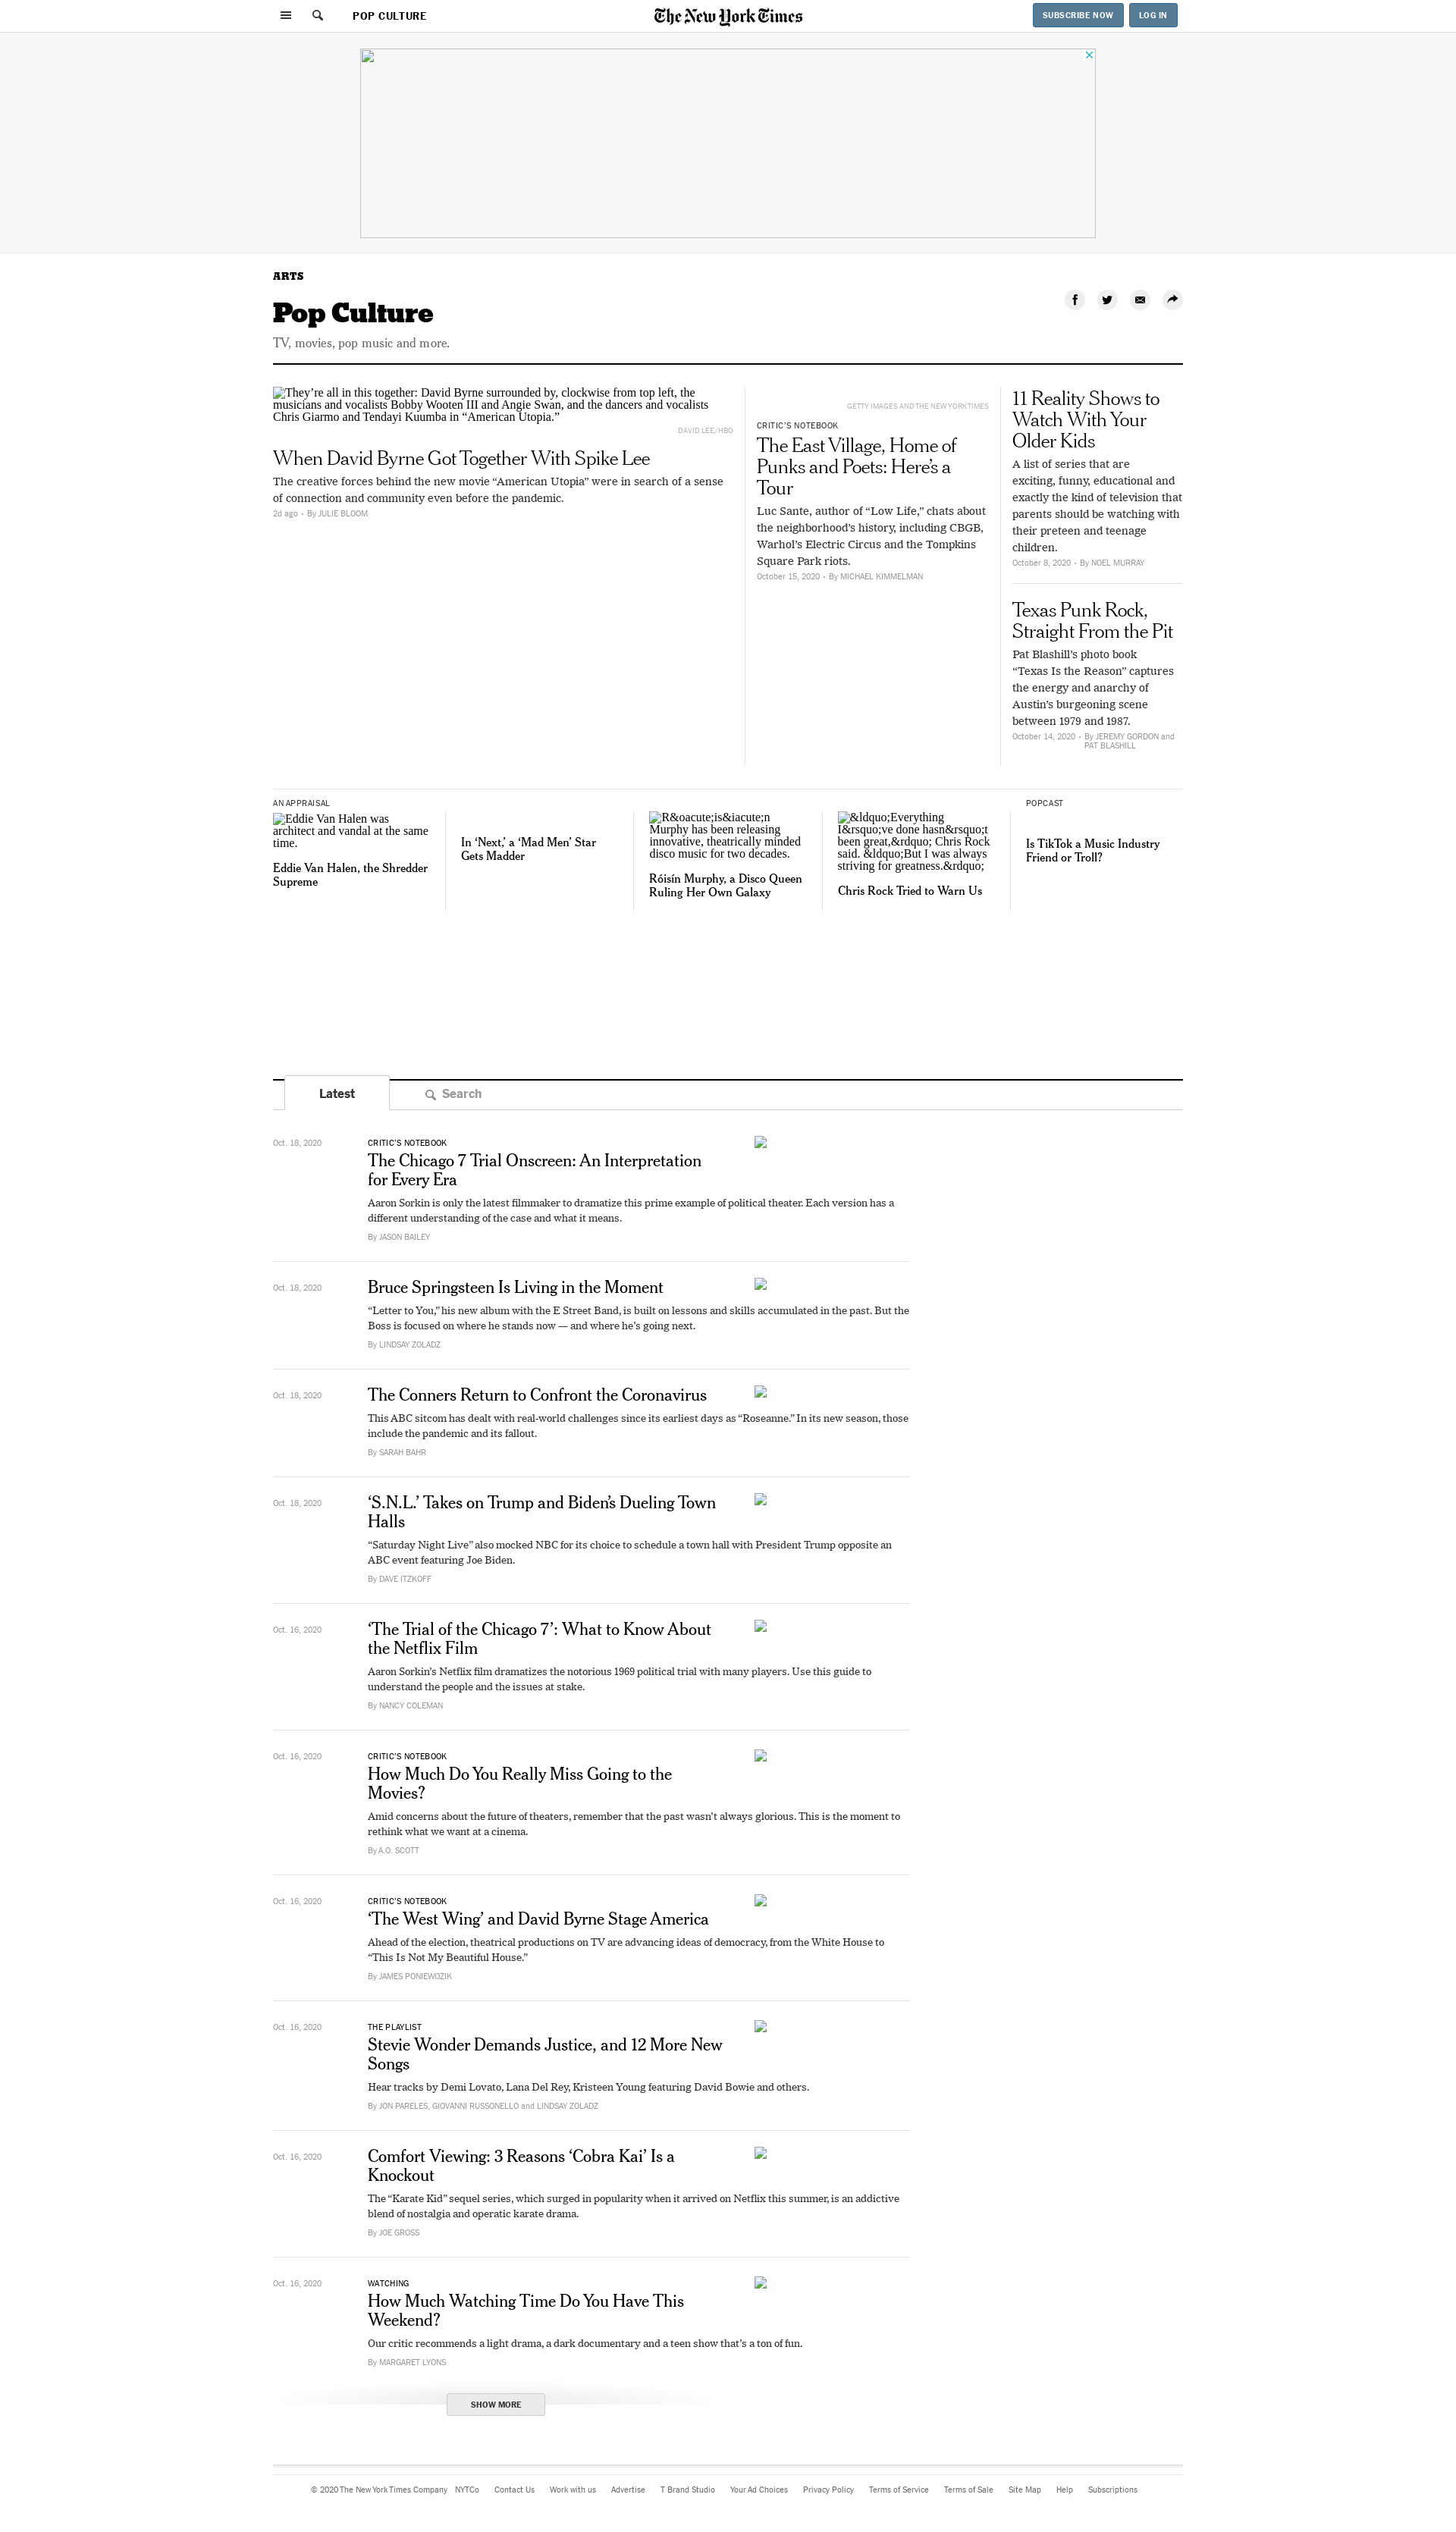 POP CULTURE
The New York Times
SUBSCRIBE NOW
LOG IN
ARTS
Pop Culture
TV, movies, pop music and more.
They’re all in this together: David Byrne surrounded by, clockwise from top left, the
musicians and vocalists Bobby Wooten III and Angie Swan, and the dancers and vocalists
Chris Giarmo and Tendayi Kuumba in “American Utopia.”
DAVID LEE/HBO
When David Byrne Got Together With Spike Lee
The creative forces behind the new movie “American Utopia” were in search of a sense
of connection and community even before the pandemic.
2d ago • By JULIE BLOOM
GETTY IMAGES AND THE NEW YORK TIMES
CRITIC’S NOTEBOOK
The East Village, Home of
Punks and Poets: Here’s a
Tour
Luc Sante, author of “Low Life,” chats about
the neighborhood’s history, including CBGB,
Warhol’s Electric Circus and the Tompkins
Square Park riots.
October 15, 2020 • By MICHAEL KIMMELMAN
11 Reality Shows to
Watch With Your
Older Kids
A list of series that are
exciting, funny, educational and
exactly the kind of television that
parents should be watching with
their preteen and teenage
children.
October 8, 2020 • By NOEL MURRAY
Texas Punk Rock,
Straight From the Pit
Pat Blashill’s photo book
“Texas Is the Reason” captures
the energy and anarchy of
Austin’s burgeoning scene
between 1979 and 1987.
October 14, 2020 • By JEREMY GORDON and
PAT BLASHILL
AN APPRAISAL
Eddie Van Halen was
architect and vandal at the same
time.
Eddie Van Halen, the Shredder
Supreme
In ‘Next,’ a ‘Mad Men’ Star
Gets Madder
R&oacute;is&iacute;n
Murphy has been releasing
innovative, theatrically minded
disco music for two decades.
Róisín Murphy, a Disco Queen
Ruling Her Own Galaxy
&ldquo;Everything
I&rsquo;ve done hasn&rsquo;t
been great,&rdquo; Chris Rock
said. &ldquo;But I was always
striving for greatness.&rdquo;
Chris Rock Tried to Warn Us
POPCAST
Is TikTok a Music Industry
Friend or Troll?
Latest
Search
Oct. 18, 2020
CRITIC’S NOTEBOOK
The Chicago 7 Trial Onscreen: An Interpretation
for Every Era
Aaron Sorkin is only the latest filmmaker to dramatize this prime example of political theater. Each version has a
different understanding of the case and what it means.
By JASON BAILEY
Oct. 18, 2020
Bruce Springsteen Is Living in the Moment
“Letter to You,” his new album with the E Street Band, is built on lessons and skills accumulated in the past. But the
Boss is focused on where he stands now — and where he’s going next.
By LINDSAY ZOLADZ
Oct. 18, 2020
The Conners Return to Confront the Coronavirus
This ABC sitcom has dealt with real-world challenges since its earliest days as “Roseanne.” In its new season, those
include the pandemic and its fallout.
By SARAH BAHR
Oct. 18, 2020
‘S.N.L.’ Takes on Trump and Biden’s Dueling Town
Halls
“Saturday Night Live” also mocked NBC for its choice to schedule a town hall with President Trump opposite an
ABC event featuring Joe Biden.
By DAVE ITZKOFF
Oct. 16, 2020
‘The Trial of the Chicago 7’: What to Know About
the Netflix Film
Aaron Sorkin’s Netflix film dramatizes the notorious 1969 political trial with many players. Use this guide to
understand the people and the issues at stake.
By NANCY COLEMAN
Oct. 16, 2020
CRITIC’S NOTEBOOK
How Much Do You Really Miss Going to the
Movies?
Amid concerns about the future of theaters, remember that the past wasn’t always glorious. This is the moment to
rethink what we want at a cinema.
By A.O. SCOTT
Oct. 16, 2020
CRITIC’S NOTEBOOK
‘The West Wing’ and David Byrne Stage America
Ahead of the election, theatrical productions on TV are advancing ideas of democracy, from the White House to
“This Is Not My Beautiful House.”
By JAMES PONIEWOZIK
Oct. 16, 2020
THE PLAYLIST
Stevie Wonder Demands Justice, and 12 More New
Songs
Hear tracks by Demi Lovato, Lana Del Rey, Kristeen Young featuring David Bowie and others.
By JON PARELES, GIOVANNI RUSSONELLO and LINDSAY ZOLADZ
Oct. 16, 2020
Comfort Viewing: 3 Reasons ‘Cobra Kai’ Is a
Knockout
The “Karate Kid” sequel series, which surged in popularity when it arrived on Netflix this summer, is an addictive
blend of nostalgia and operatic karate drama.
By JOE GROSS
Oct. 16, 2020
WATCHING
How Much Watching Time Do You Have This
Weekend?
Our critic recommends a light drama, a dark documentary and a teen show that’s a ton of fun.
By MARGARET LYONS
SHOW MORE
© 2020 The New York Times Company NYTCo Contact Us Work with us Advertise T Brand Studio Your Ad Choices Privacy Policy Terms of Service Terms of Sale Site Map Help Subscriptions